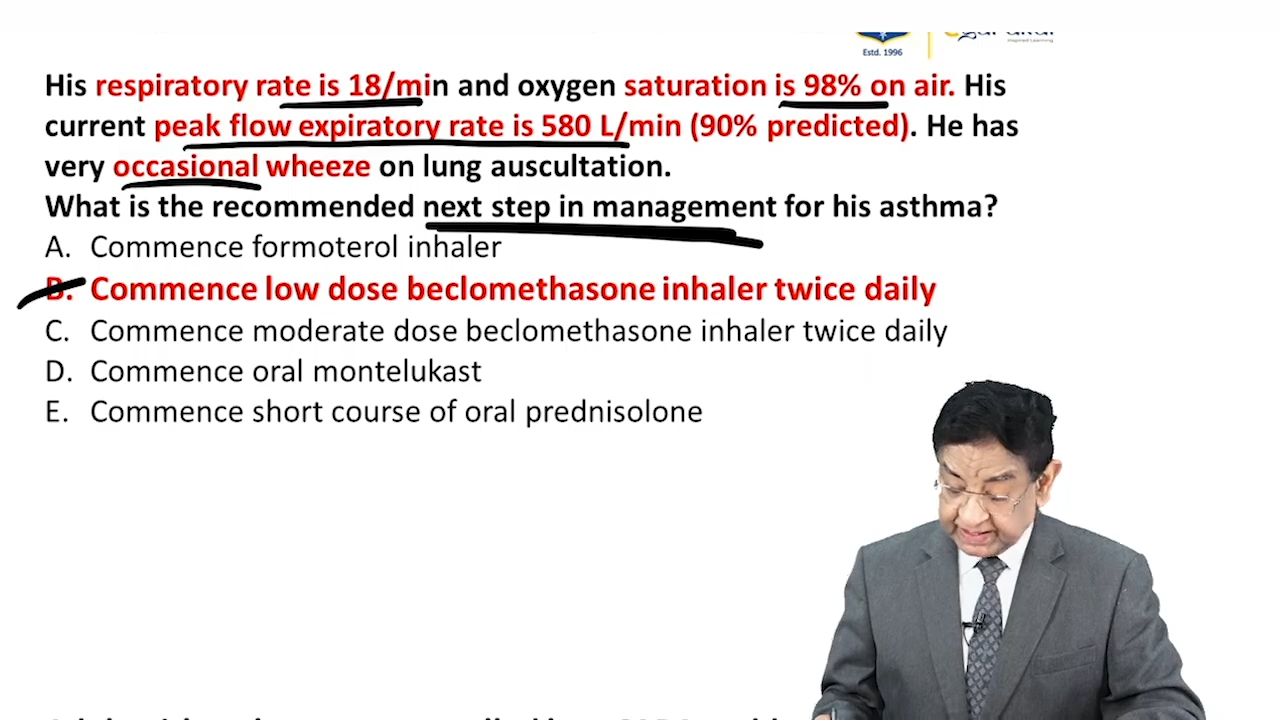 Estd. 1996
His respiratory rate is 18/min and oxygen saturation is 98% on air. His
current peak flow expiratory rate is 580 L/min (90% predicted). He has
very occasional wheeze on lung auscultation.
What is the recommended next step in management for his asthma?
A. Commence formoterol inhaler
B. Commence low dose beclomethasone inhaler twice daily
C. Commence moderate dose beclomethasone inhaler twice daily
D. Commence oral montelukast
E. Commence short course of oral prednisolone